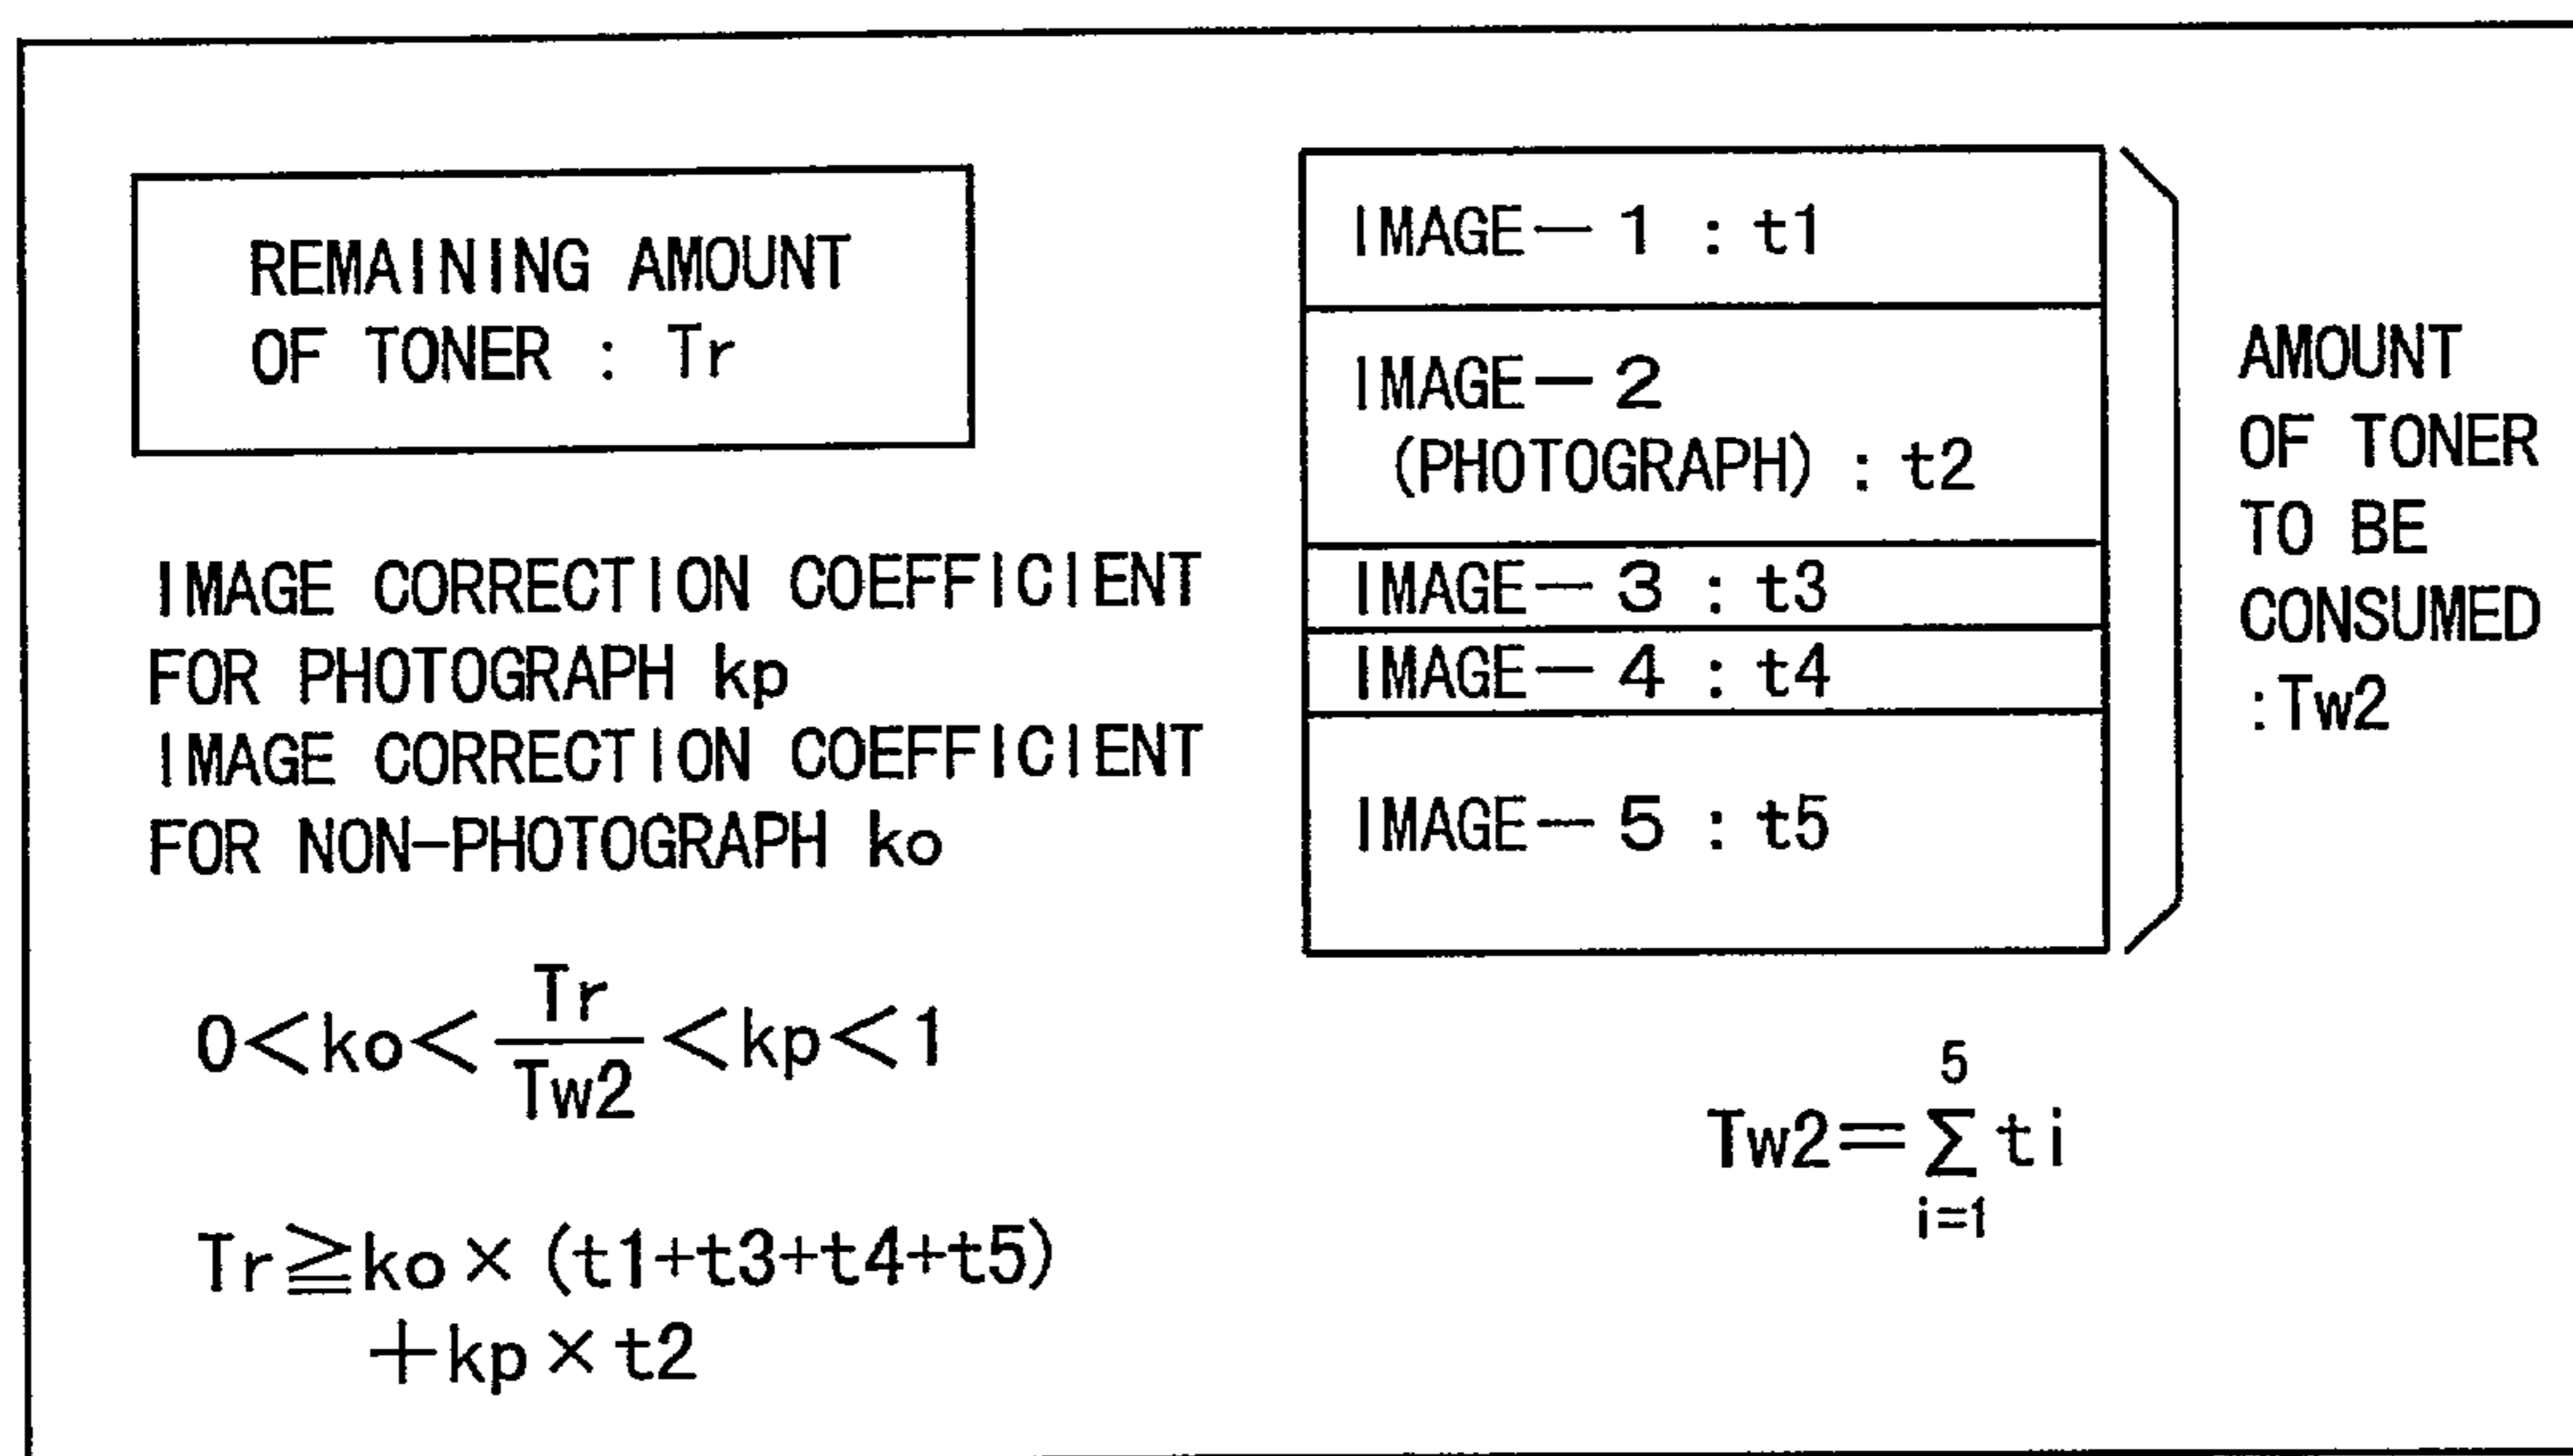 REMAINING AMOUNT
OF TONER : Tr
IMAGE CORRECTION COEFFICIENT
FOR PHOTOGRAPH kp
IMAGE CORRECTION COEFFICIENT
FOR NON-PHOTOGRAPH ko
0<ko<Tr/Tw2<kp<1
Tr≧ko×(t1+t3+t4+t5)
+kp×t2
IMAGE-1 : t1
IMAGE-2
(PHOTOGRAPH) : t2
IMAGE-3 : t3
IMAGE-4 : t4
IMAGE-5 : t5
AMOUNT
OF TONER
TO BE
CONSUMED
:Tw2
5
Tw2=Σti
i=1